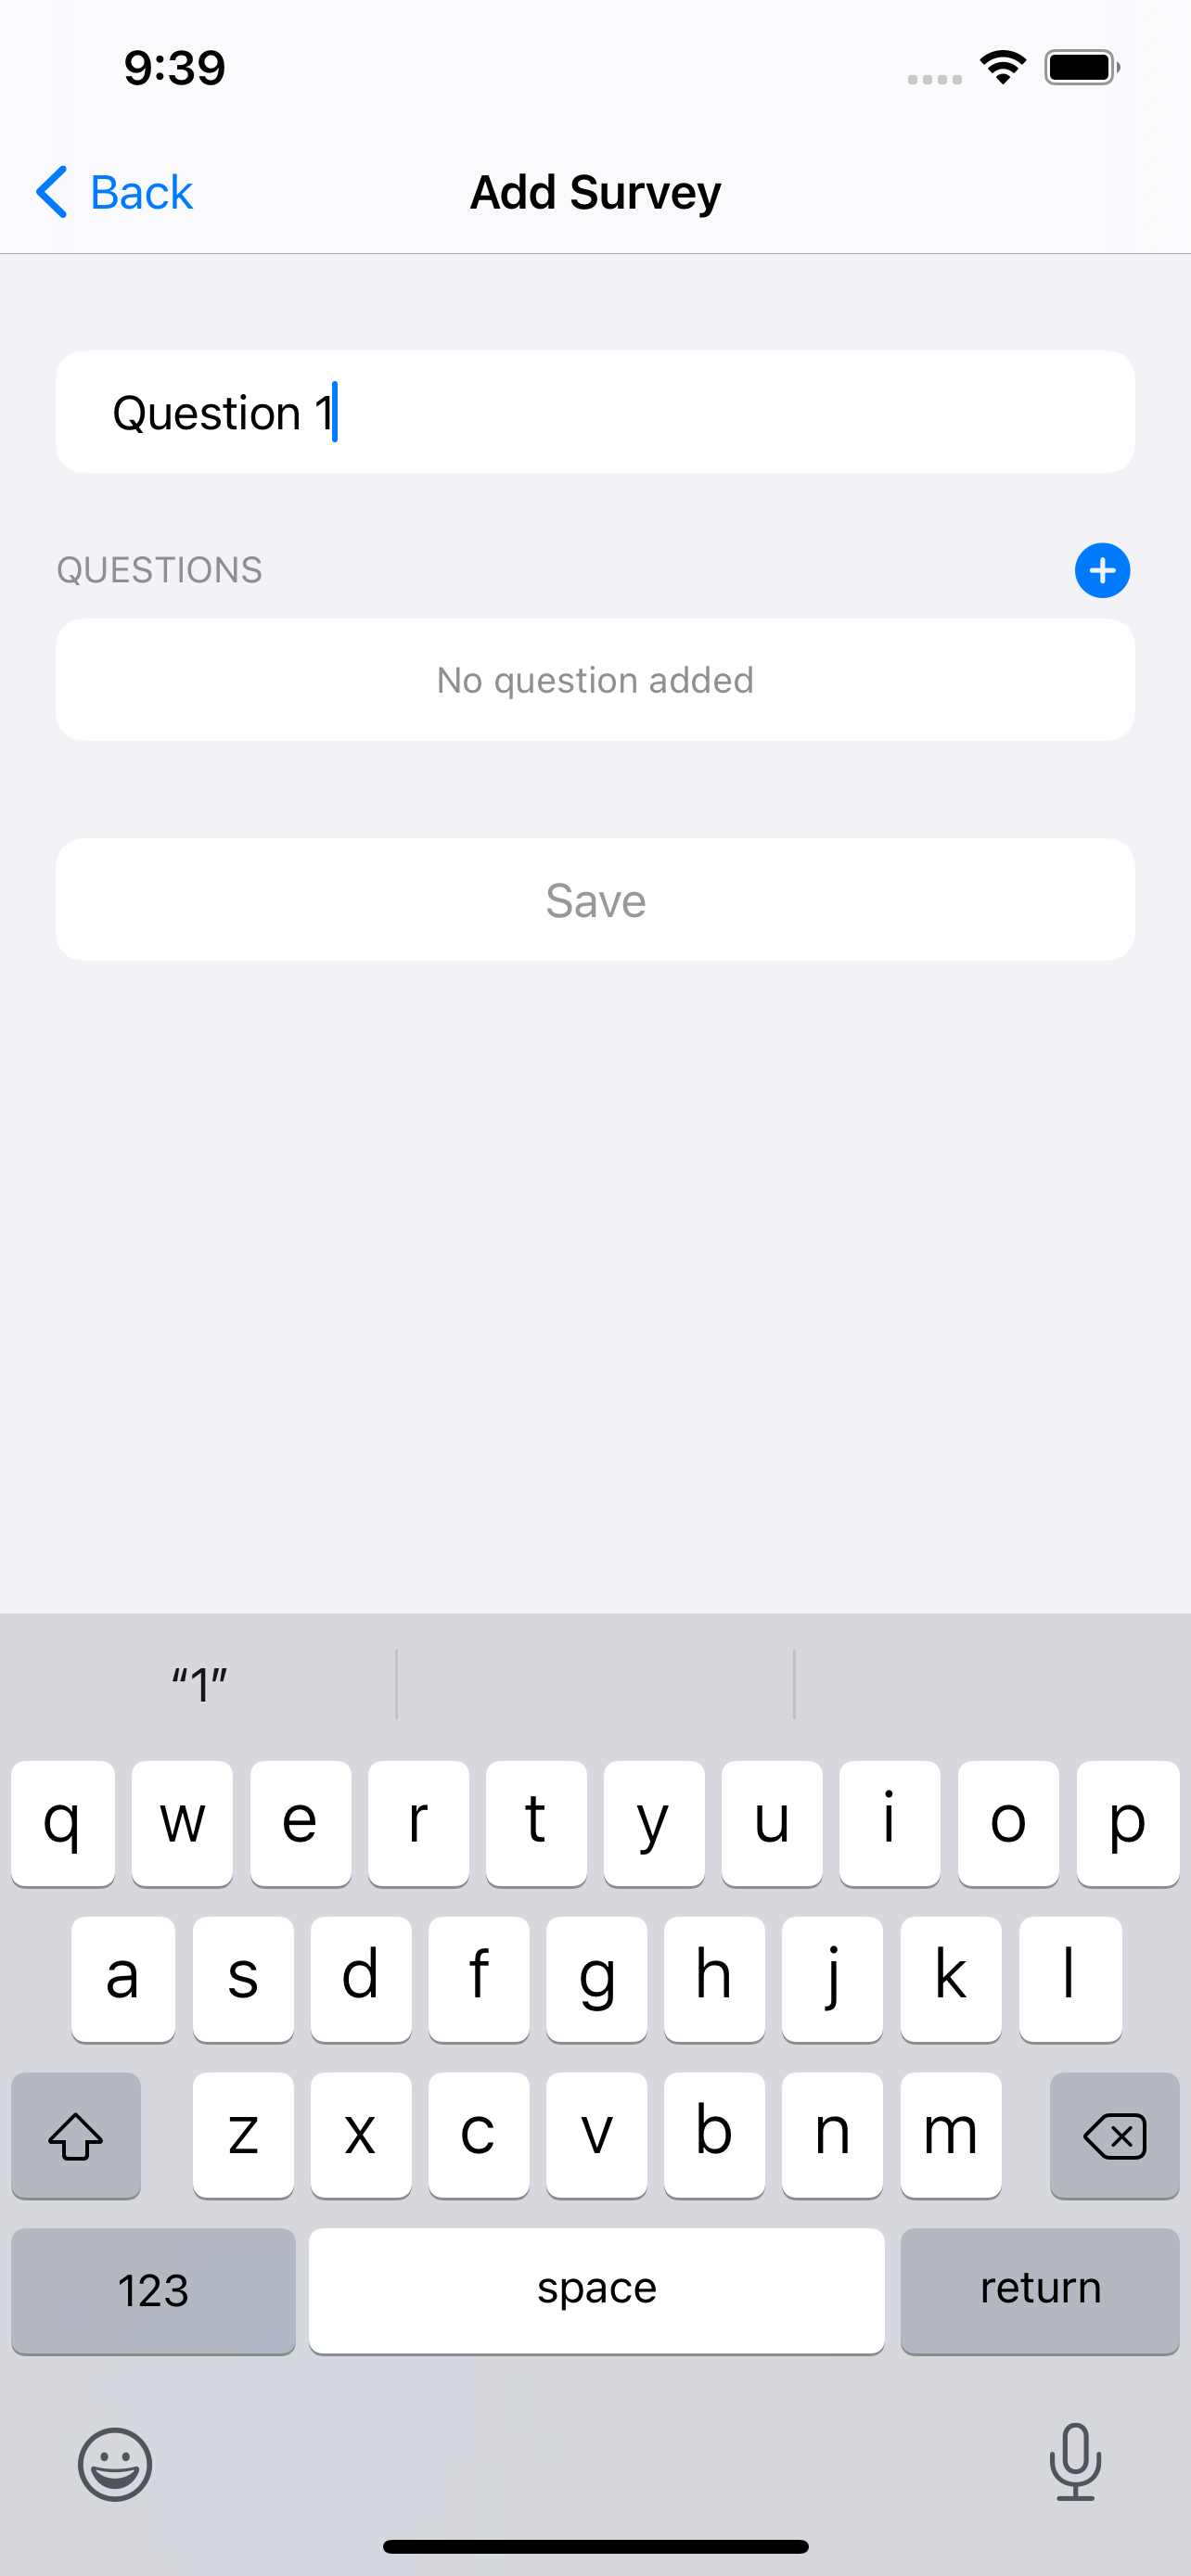 9:39
Back
Add Survey
Question 1
QUESTIONS
No question added
Save
“1”
q w e r t y u i o p
a s d f g h j k l
z x c v b n m
123 space return